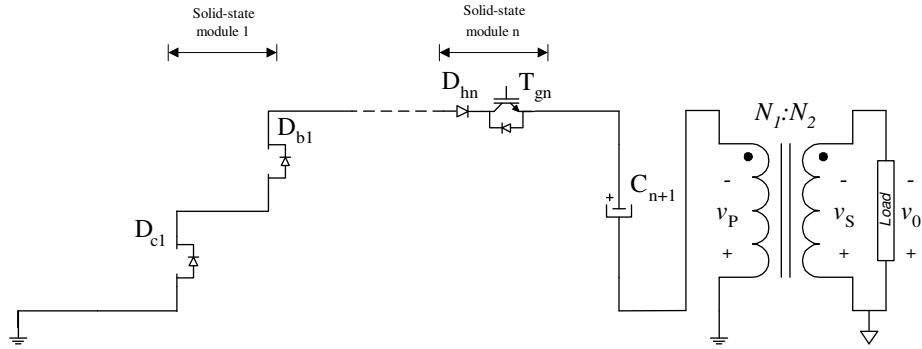 Solid-state
module 1
Solid-state
module n
D_hn
T_gn
D_b1
D_c1
+
C_n+1
N_1:N_2
- v_P +
- v_S +
Load
- v_0 +